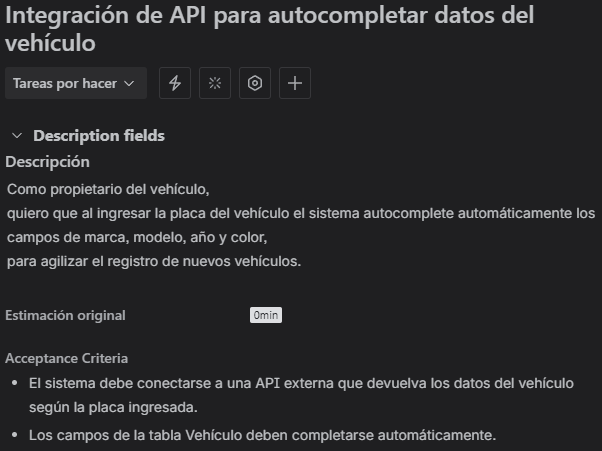 Integración de API para autocompletar datos del
vehículo
Tareas por hacer
Description fields
Descripción
Como propietario del vehículo,
quiero que al ingresar la placa del vehículo el sistema autocomplete automáticamente los
campos de marca, modelo, año y color,
para agilizar el registro de nuevos vehículos.
Estimación original 0min
Acceptance Criteria
• El sistema debe conectarse a una API externa que devuelva los datos del vehículo
según la placa ingresada.
• Los campos de la tabla Vehículo deben completarse automáticamente.